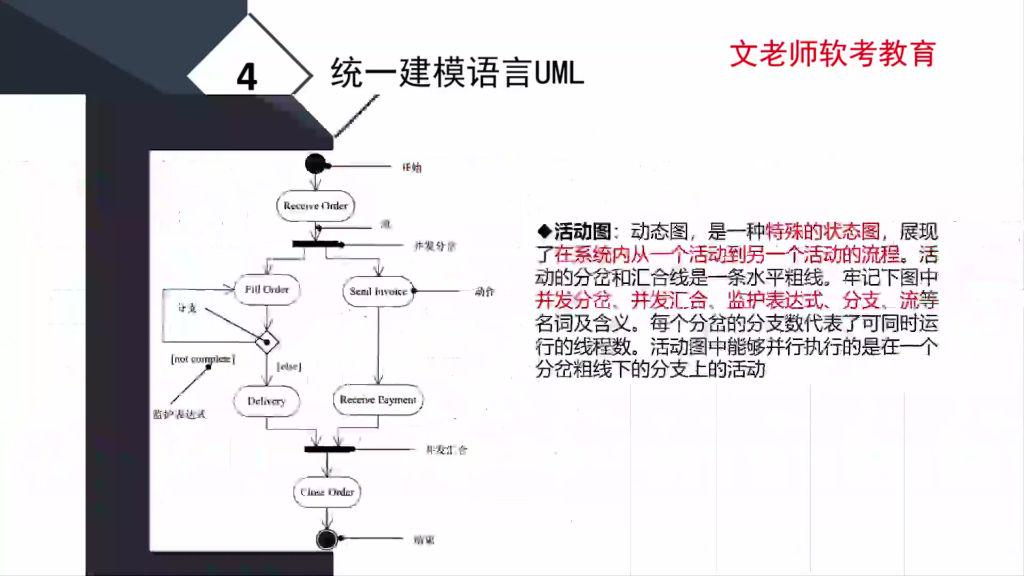 4
统一建模语言UML
文老师软考教育
开始
Receive Order
流
并发分岔
Fill Order
Send Invoice
动作
分支
[not complete]
[else]
监护表达式
Delivery
Receive Payment
并发汇合
Close Order
结束
◆活动图：动态图，是一种特殊的状态图，展现
了在系统内从一个活动到另一个活动的流程。活
动的分岔和汇合线是一条水平粗线。牢记下图中
并发分岔、并发汇合、监护表达式、分支、流等
名词及含义。每个分岔的分支数代表了可同时运
行的线程数。活动图中能够并行执行的是在一个
分岔粗线下的分支上的活动